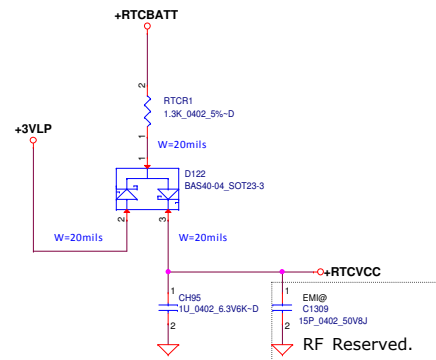 +RTCBATT
2
RTCR1
1.3K_0402_5%~D
+3VLP
1
W=20mils
1
D122
BAS40-04_SOT23-3
2
3
W=20mils
W=20mils
+RTCVCC
1
CH95
1U_0402_6.3V6K~D
2
1
EMI@
C1309
15P_0402_50V8J
2
RF Reserved.